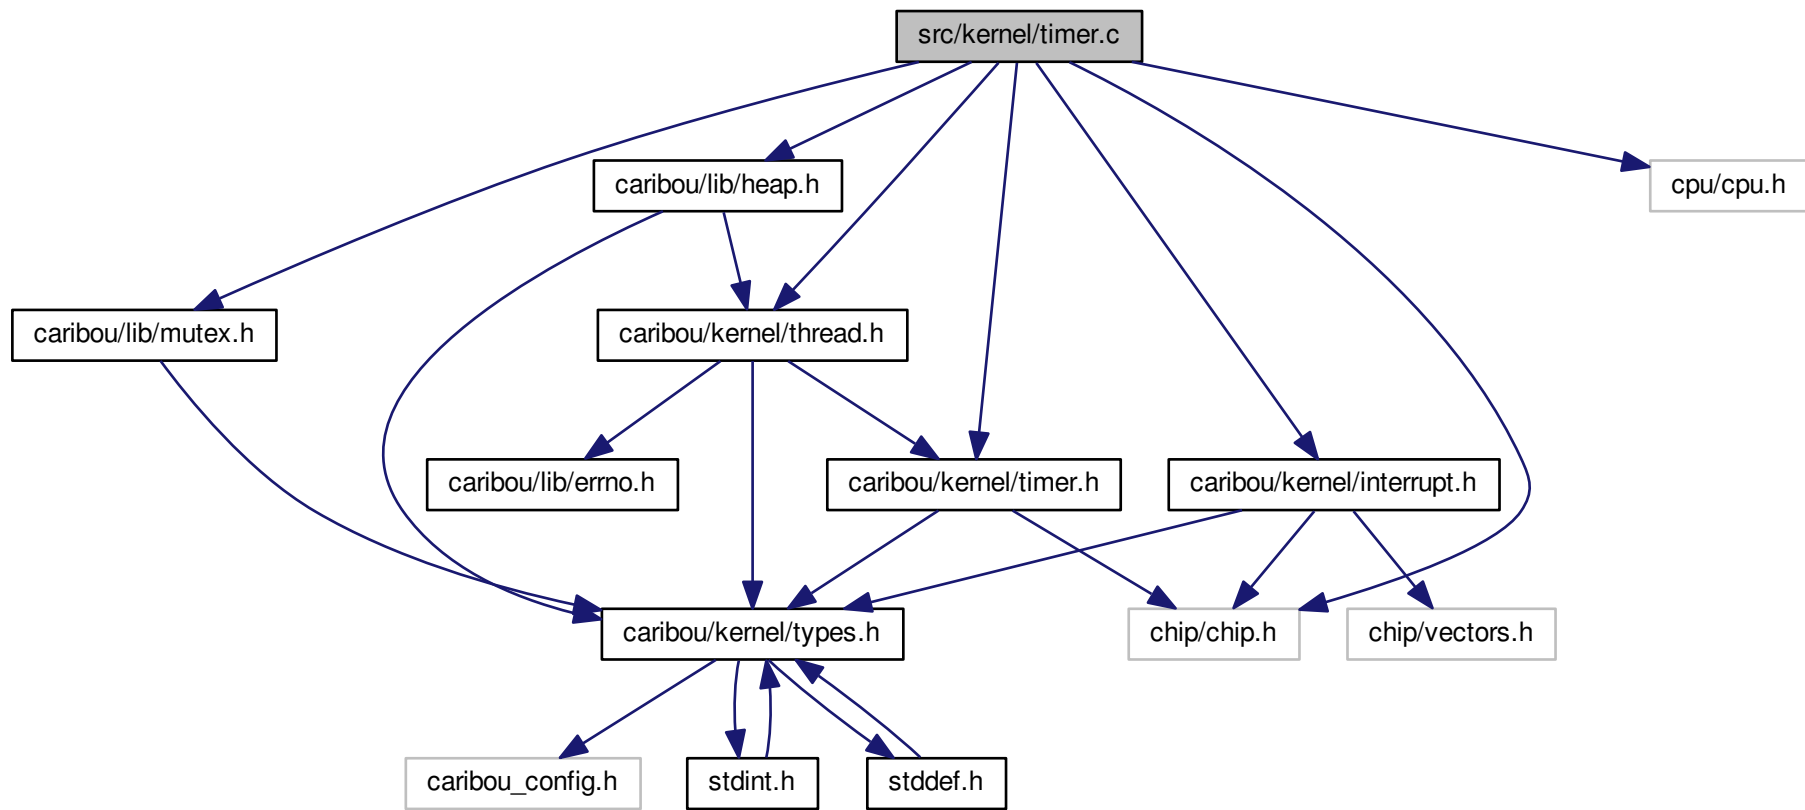 src/kernel/timer.c
caribou/lib/heap.h
cpu/cpu.h
caribou/lib/mutex.h
caribou/kernel/thread.h
caribou/lib/errno.h
caribou/kernel/timer.h
caribou/kernel/interrupt.h
caribou/kernel/types.h
chip/chip.h
chip/vectors.h
caribou_config.h
stdint.h
stddef.h